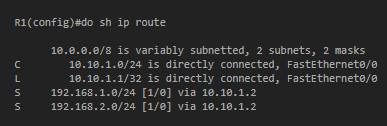 R1(config)#do sh ip route
10.0.0.0/8 is variably subnetted, 2 subnets, 2 masks
C 10.10.1.0/24 is directly connected, FastEthernet0/0
L 10.10.1.1/32 is directly connected, FastEthernet0/0
S 192.168.1.0/24 [1/0] via 10.10.1.2
S 192.168.2.0/24 [1/0] via 10.10.1.2